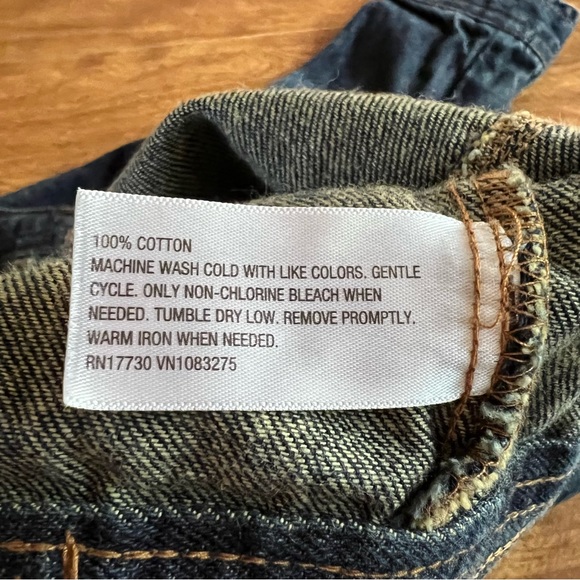 100% COTTON
MACHINE WASH COLD WITH LIKE COLORS. GENTLE
CYCLE. ONLY NON-CHLORINE BLEACH WHEN
NEEDED. TUMBLE DRY LOW. REMOVE PROMPTLY.
WARM IRON WHEN NEEDED.
RN17730 VN1083275